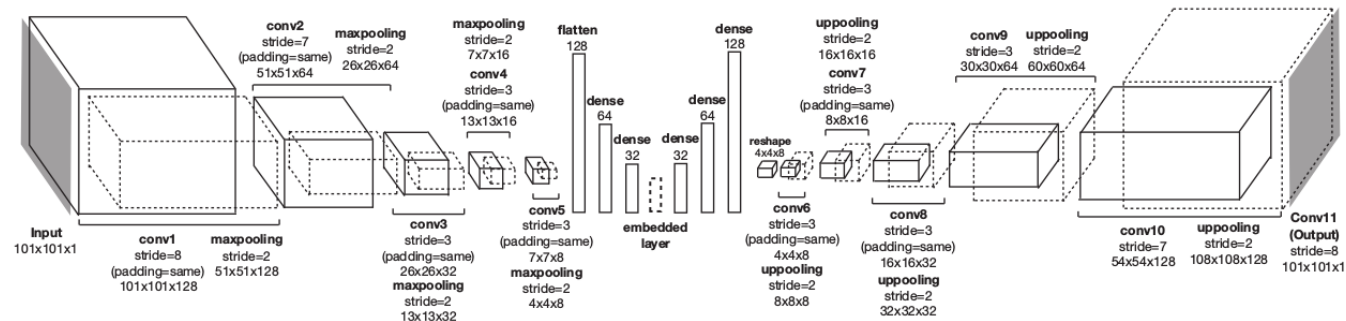 Input
101x101x1
conv1
stride=8
(padding=same)
101x101x128
maxpooling
stride=2
51x51x128
conv2
stride=7
(padding=same)
51x51x64
maxpooling
stride=2
26x26x64
conv3
stride=3
(padding=same)
26x26x32
maxpooling
stride=2
13x13x32
maxpooling
stride=2
7x7x16
conv4
stride=3
(padding=same)
13x13x16
conv5
stride=3
(padding=same)
7x7x8
maxpooling
stride=2
4x4x8
flatten
128
dense
64
dense
32
embedded
layer
dense
32
dense
64
dense
128
reshape
4x4x8
conv6
stride=3
(padding=same)
4x4x8
uppooling
stride=2
8x8x8
uppooling
stride=2
16x16x16
conv7
stride=3
(padding=same)
8x8x16
conv8
stride=3
(padding=same)
16x16x32
uppooling
stride=2
32x32x32
conv9
stride=3
30x30x64
uppooling
stride=2
60x60x64
conv10
stride=7
54x54x128
uppooling
stride=2
108x108x128
Conv11
(Output)
stride=8
101x101x1